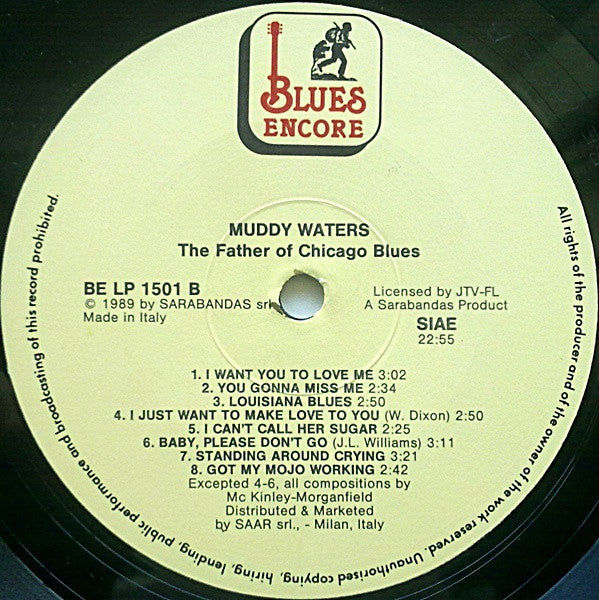 BLUES
ENCORE
MUDDY WATERS
The Father of Chicago Blues
BE LP 1501 B
© 1989 by SARABANDAS srl
Made in Italy
Licensed by JTV-FL
A Sarabandas Product
SIAE
22:55
1. I WANT YOU TO LOVE ME 3:02
2. YOU GONNA MISS ME 2:34
3. LOUISIANA BLUES 2:50
4. I JUST WANT TO MAKE LOVE TO YOU (W. Dixon) 2:50
5. I CAN'T CALL HER SUGAR 2:25
6. BABY, PLEASE DON'T GO (J.L. Williams) 3:11
7. STANDING AROUND CRYING 3:21
8. GOT MY MOJO WORKING 2:42
Excepted 4-6, all compositions by
Mc Kinley-Morganfield
Distributed & Marketed
by SAAR srl., - Milan, Italy
All rights of the producer and of the owner of the work reserved. Unauthorised copying, hiring, lending, public performance and broadcasting of this record prohibited.